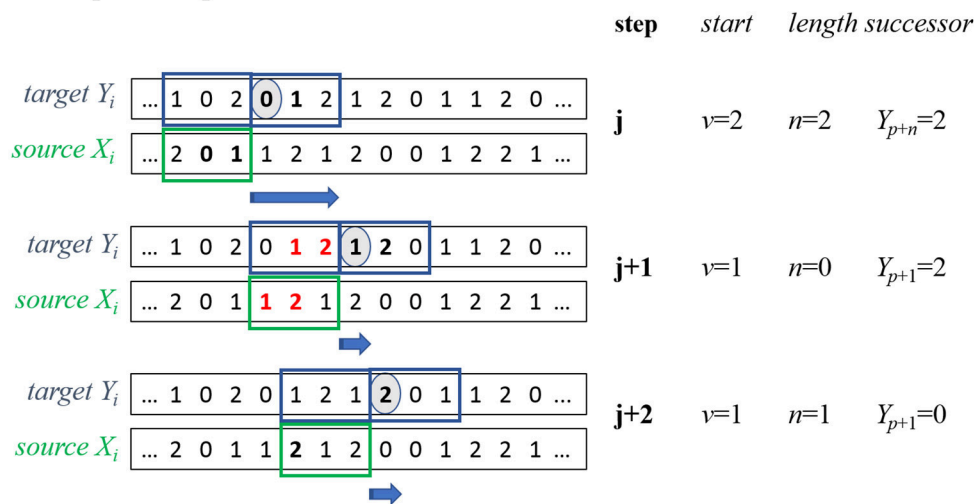 step start length successor
target Yi ... 1 0 2 0 1 2 1 2 0 1 1 2 0 ...
source Xi ... 2 0 1 1 2 1 2 0 0 1 2 2 1 ...
j v=2 n=2 Yp+n=2
target Yi ... 1 0 2 0 1 2 1 2 0 1 1 2 0 ...
source Xi ... 2 0 1 1 2 1 2 0 0 1 2 2 1 ...
j+1 v=1 n=0 Yp+1=2
target Yi ... 1 0 2 0 1 2 1 2 0 1 1 2 0 ...
source Xi ... 2 0 1 1 2 1 2 0 0 1 2 2 1 ...
j+2 v=1 n=1 Yp+1=0